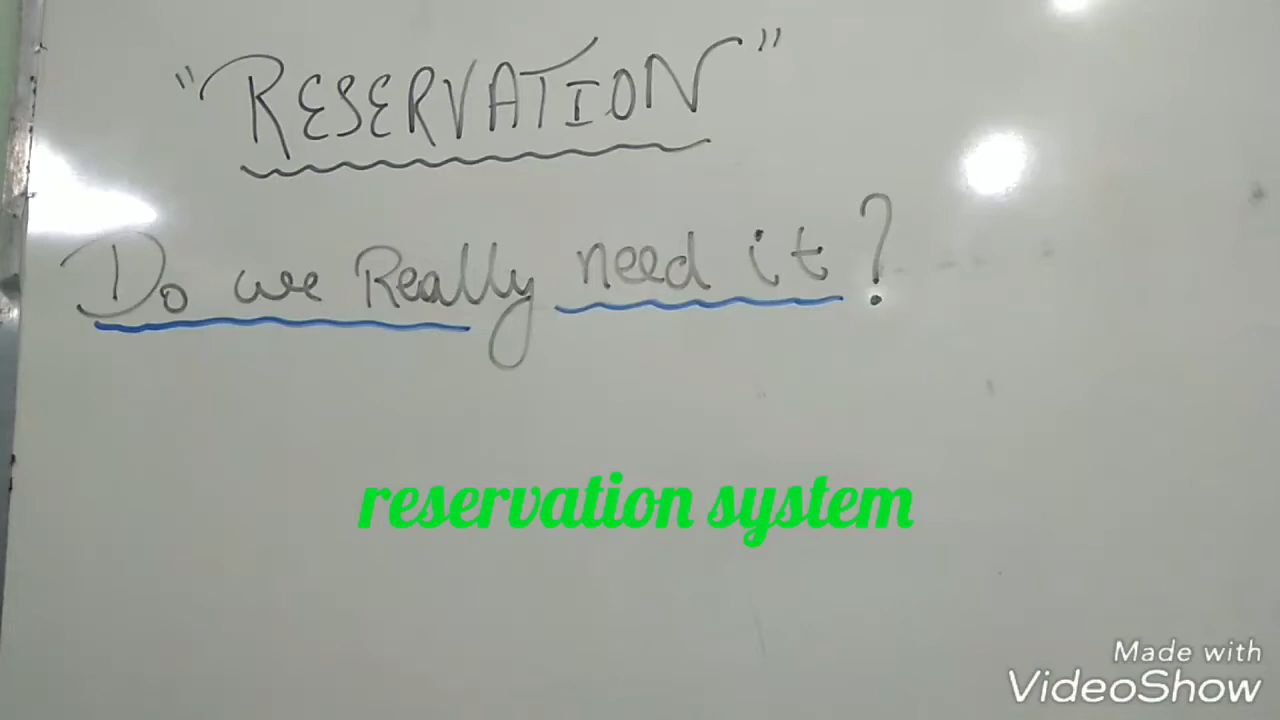 "RESERVATION"
Do we Really need it?
reservation system
Made with
VideoShow